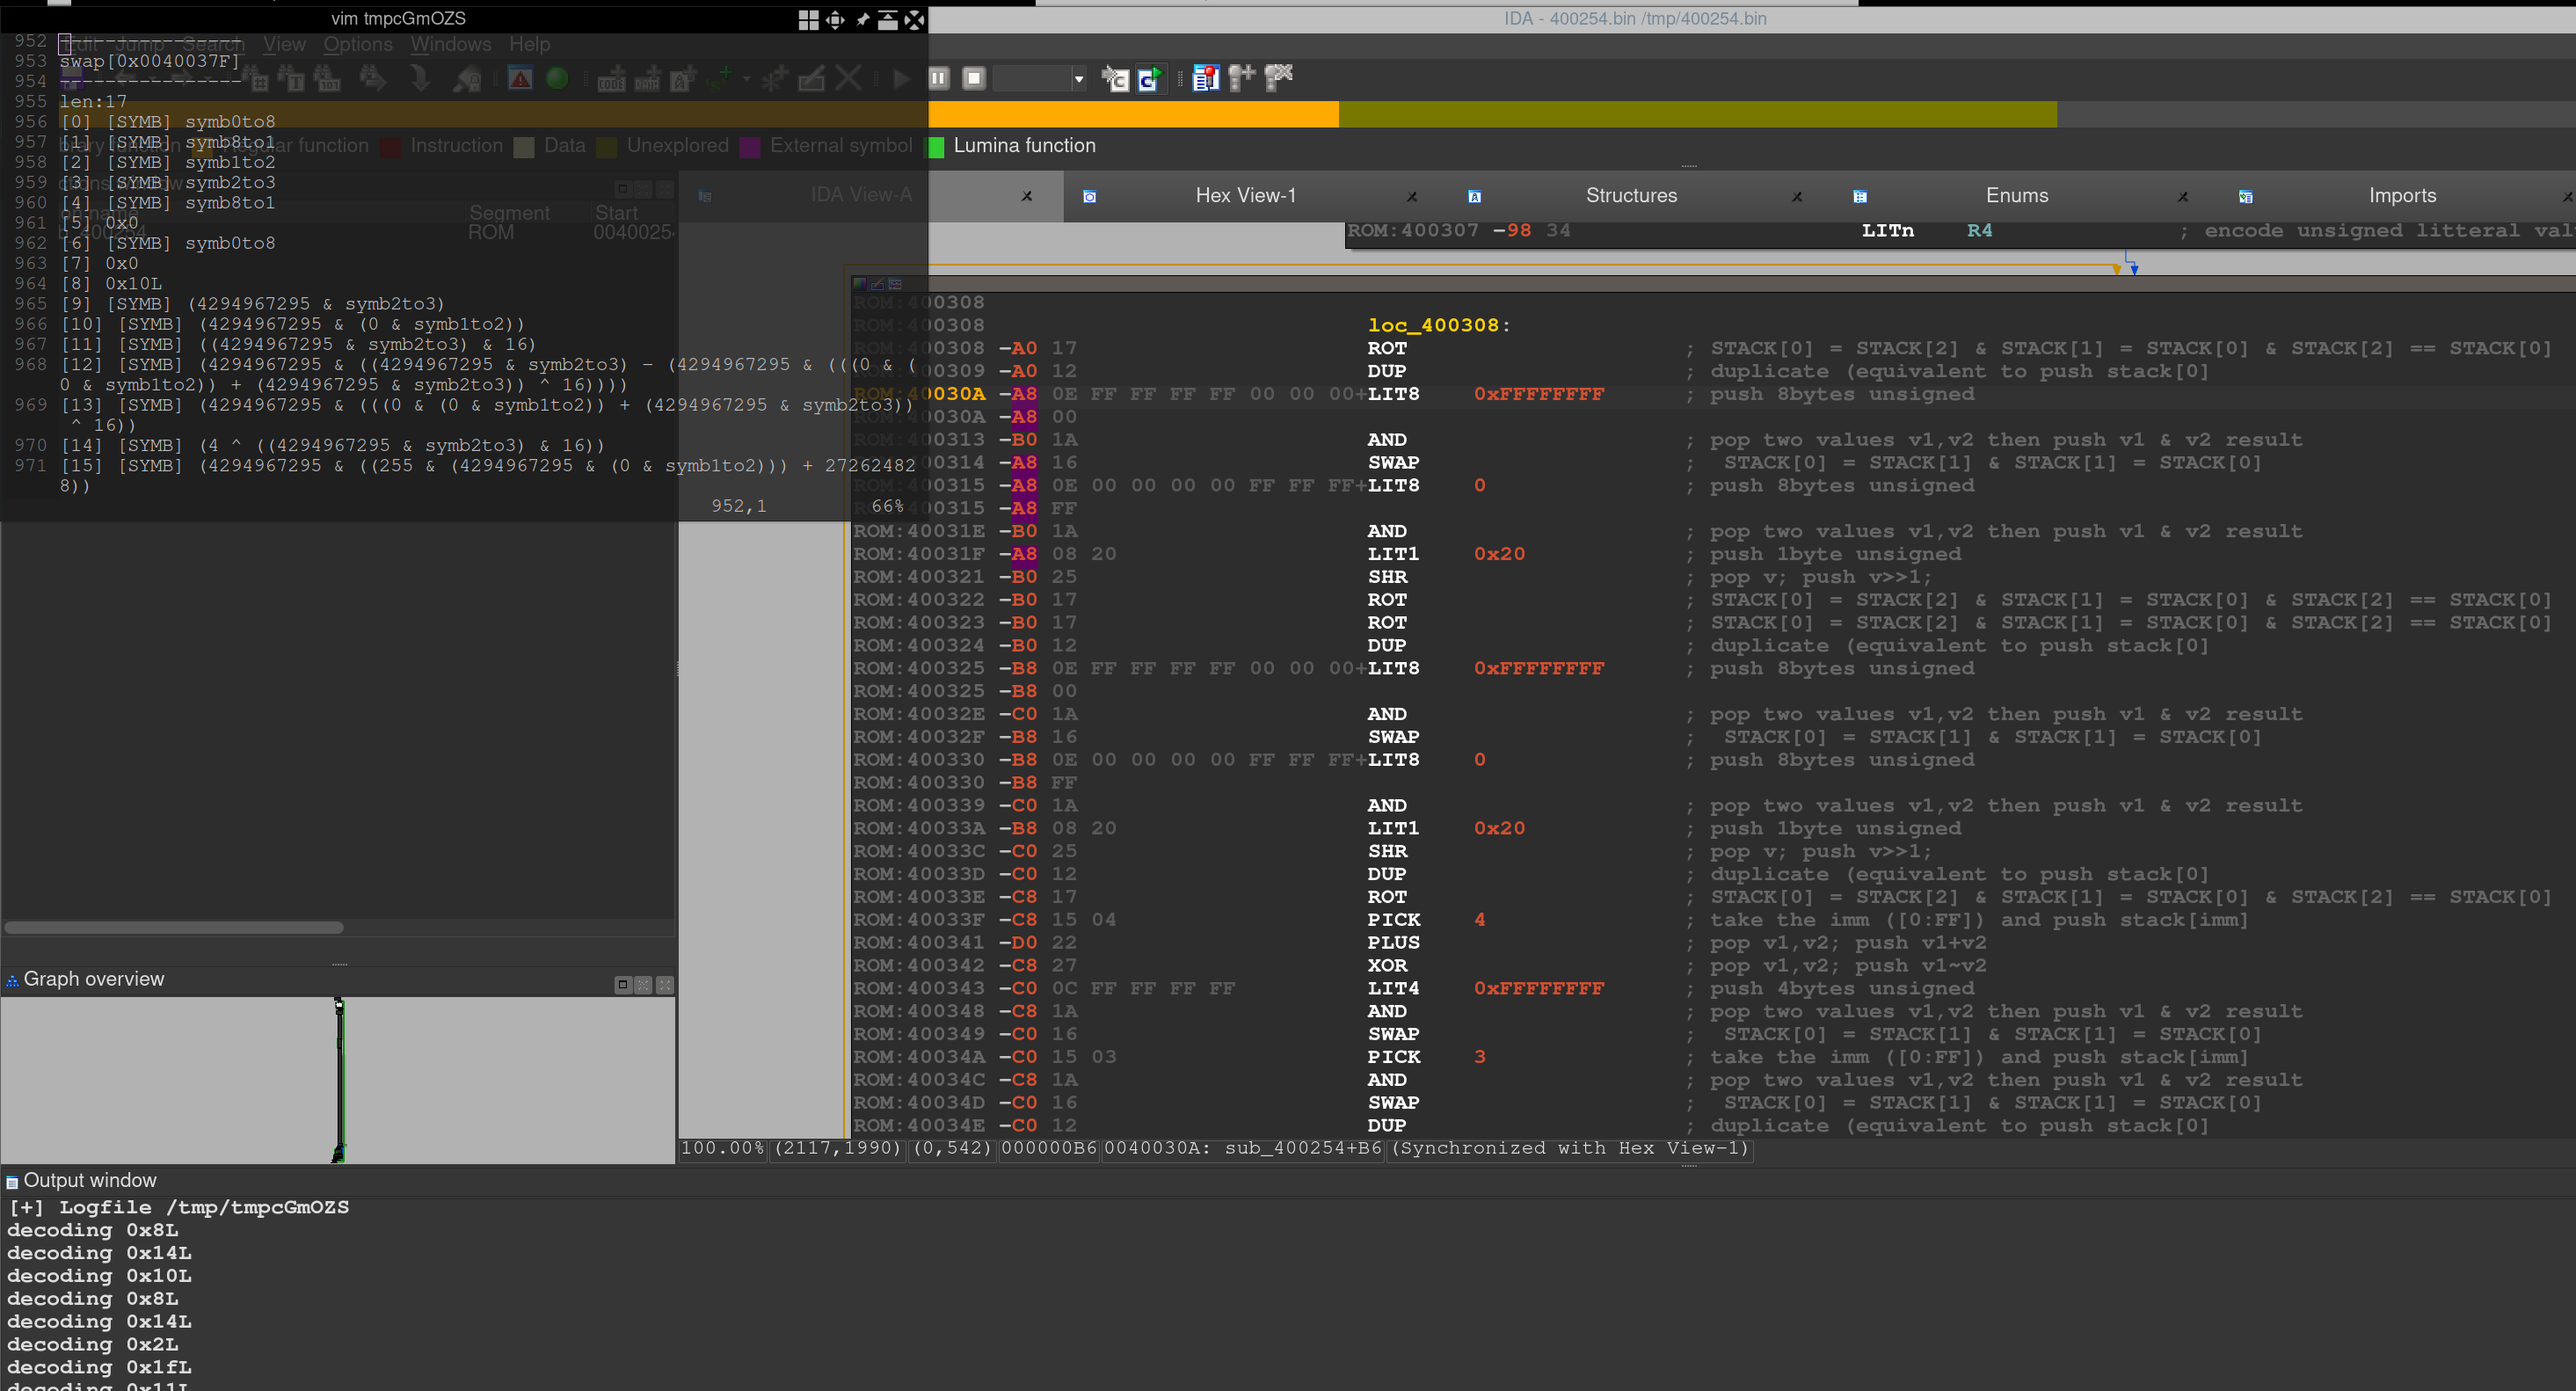 vim tmpcGmOZS
IDA - 400254.bin /tmp/400254.bin
Edit Jump Search View Options Windows Help
952 ----------------
953 swap[0x0040037F]
954 ----------------
955 len:17
956 [0] [SYMB] symb0to8
957 [1] [SYMB] symb8to1
958 [2] [SYMB] symb1to2
959 [3] [SYMB] symb2to3
960 [4] [SYMB] symb8to1
961 [5] 0x0
962 [6] [SYMB] symb0to8
963 [7] 0x0
964 [8] 0x10L
965 [9] [SYMB] (4294967295 & symb2to3)
966 [10] [SYMB] (4294967295 & (0 & symb1to2))
967 [11] [SYMB] ((4294967295 & symb2to3) & 16)
968 [12] [SYMB] (4294967295 & ((4294967295 & symb2to3) - (4294967295 & (((0 & (
0 & symb1to2)) + (4294967295 & symb2to3)) ^ 16))))
969 [13] [SYMB] (4294967295 & (((0 & (0 & symb1to2)) + (4294967295 & symb2to3))
^ 16))
970 [14] [SYMB] (4 ^ ((4294967295 & symb2to3) & 16))
971 [15] [SYMB] (4294967295 & ((255 & (4294967295 & (0 & symb1to2))) + 27262482
8))
952,1 66%
function Instruction Data Unexplored External symbol Lumina function
Segment Start
ROM 0040025
IDA View-A Hex View-1 Structures Enums Imports
ROM:400307 -98 34 LITn R4 ; encode unsigned litteral val
ROM:400308
ROM:400308 loc_400308:
ROM:400308 -A0 17 ROT ; STACK[0] = STACK[2] & STACK[1] = STACK[0] & STACK[2] == STACK[0]
ROM:400309 -A0 12 DUP ; duplicate (equivalent to push stack[0]
ROM:40030A -A8 0E FF FF FF FF 00 00 00+LIT8 0xFFFFFFFF ; push 8bytes unsigned
ROM:40030A -A8 00
ROM:400313 -B0 1A AND ; pop two values v1,v2 then push v1 & v2 result
ROM:400314 -A8 16 SWAP ; STACK[0] = STACK[1] & STACK[1] = STACK[0]
ROM:400315 -A8 0E 00 00 00 00 FF FF FF+LIT8 0 ; push 8bytes unsigned
ROM:400315 -A8 FF
ROM:40031E -B0 1A AND ; pop two values v1,v2 then push v1 & v2 result
ROM:40031F -A8 08 20 LIT1 0x20 ; push 1byte unsigned
ROM:400321 -B0 25 SHR ; pop v; push v>>1;
ROM:400322 -B0 17 ROT ; STACK[0] = STACK[2] & STACK[1] = STACK[0] & STACK[2] == STACK[0]
ROM:400323 -B0 17 ROT ; STACK[0] = STACK[2] & STACK[1] = STACK[0] & STACK[2] == STACK[0]
ROM:400324 -B0 12 DUP ; duplicate (equivalent to push stack[0]
ROM:400325 -B8 0E FF FF FF FF 00 00 00+LIT8 0xFFFFFFFF ; push 8bytes unsigned
ROM:400325 -B8 00
ROM:40032E -C0 1A AND ; pop two values v1,v2 then push v1 & v2 result
ROM:40032F -B8 16 SWAP ; STACK[0] = STACK[1] & STACK[1] = STACK[0]
ROM:400330 -B8 0E 00 00 00 00 FF FF FF+LIT8 0 ; push 8bytes unsigned
ROM:400330 -B8 FF
ROM:400339 -C0 1A AND ; pop two values v1,v2 then push v1 & v2 result
ROM:40033A -B8 08 20 LIT1 0x20 ; push 1byte unsigned
ROM:40033C -C0 25 SHR ; pop v; push v>>1;
ROM:40033D -C0 12 DUP ; duplicate (equivalent to push stack[0]
ROM:40033E -C8 17 ROT ; STACK[0] = STACK[2] & STACK[1] = STACK[0] & STACK[2] == STACK[0]
ROM:40033F -C8 15 04 PICK 4 ; take the imm ([0:FF]) and push stack[imm]
ROM:400341 -D0 22 PLUS ; pop v1,v2; push v1+v2
ROM:400342 -C8 27 XOR ; pop v1,v2; push v1~v2
ROM:400343 -C0 0C FF FF FF FF LIT4 0xFFFFFFFF ; push 4bytes unsigned
ROM:400348 -C8 1A AND ; pop two values v1,v2 then push v1 & v2 result
ROM:400349 -C0 16 SWAP ; STACK[0] = STACK[1] & STACK[1] = STACK[0]
ROM:40034A -C0 15 03 PICK 3 ; take the imm ([0:FF]) and push stack[imm]
ROM:40034C -C8 1A AND ; pop two values v1,v2 then push v1 & v2 result
ROM:40034D -C0 16 SWAP ; STACK[0] = STACK[1] & STACK[1] = STACK[0]
ROM:40034E -C0 12 DUP ; duplicate (equivalent to push stack[0]
100.00% (2117,1990) (0,542) 000000B6 0040030A: sub_400254+B6 (Synchronized with Hex View-1)
Graph overview
Output window
[+] Logfile /tmp/tmpcGmOZS
decoding 0x8L
decoding 0x14L
decoding 0x10L
decoding 0x8L
decoding 0x14L
decoding 0x2L
decoding 0x1fL
decoding 0x11L